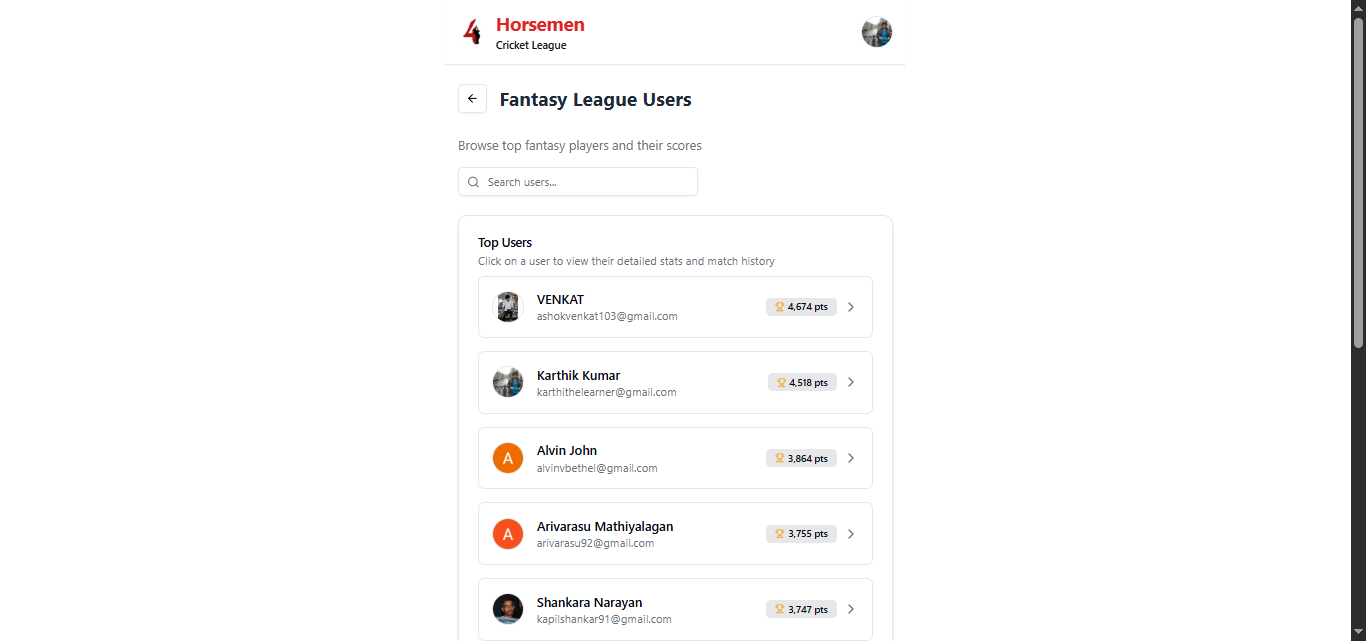 4 Horsemen
Cricket League
Fantasy League Users
Browse top fantasy players and their scores
Search users...
Top Users
Click on a user to view their detailed stats and match history
VENKAT
ashokvenkat103@gmail.com
4,674 pts
Karthik Kumar
karthithelearner@gmail.com
4,518 pts
A
Alvin John
alvinvbethel@gmail.com
3,864 pts
A
Arivarasu Mathiyalagan
arivarasu92@gmail.com
3,755 pts
Shankara Narayan
kapilshankar91@gmail.com
3,747 pts